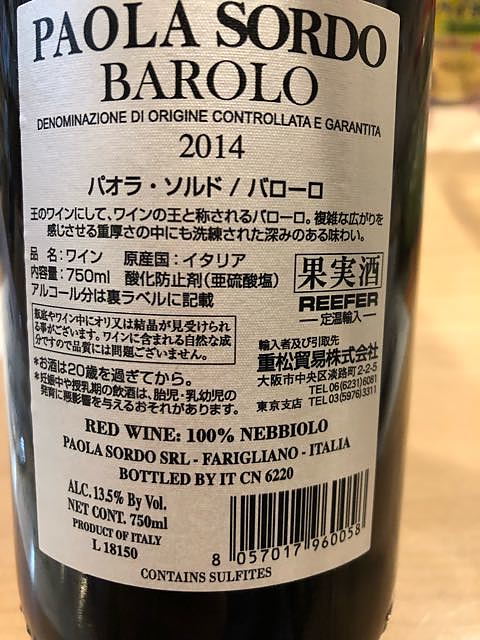 PAOLA SORDO
BAROLO
DENOMINAZIONE DI ORIGINE CONTROLLATA E GARANTITA
2014
パオラ・ソルド / バローロ
王のワインにして、ワインの王と称されるバローロ。複雑な広がりを
感じさせる重厚さの中にも洗練された深みのある味わい。
品 名：ワイン 原産国：イタリア
内容量：750ml 酸化防止剤（亜硫酸塩）
アルコール分は裏ラベルに記載
果実酒
REEFER
定温輸入
瓶底やワイン中にオリ又は結晶が見受けられ
る事がございます。ワインに含まれる自然な成
分ですので品質には問題ございません。
*お酒は20歳を過ぎてから。
*妊娠中や授乳期の飲酒は、胎児・乳幼児の
発育に悪影響を与えるおそれがあります。
輸入者及び引取先
重松貿易株式会社
大阪市中央区淡路町2-2-5
TEL 06(6231)6081
東京支店 TEL 03(5976)3311
RED WINE: 100% NEBBIOLO
PAOLA SORDO SRL - FARIGLIANO - ITALIA
BOTTLED BY IT CN 6220
ALC. 13.5% By Vol.
NET CONT. 750ml
PRODUCT OF ITALY
L 18150
8 057017 960058
CONTAINS SULFITES